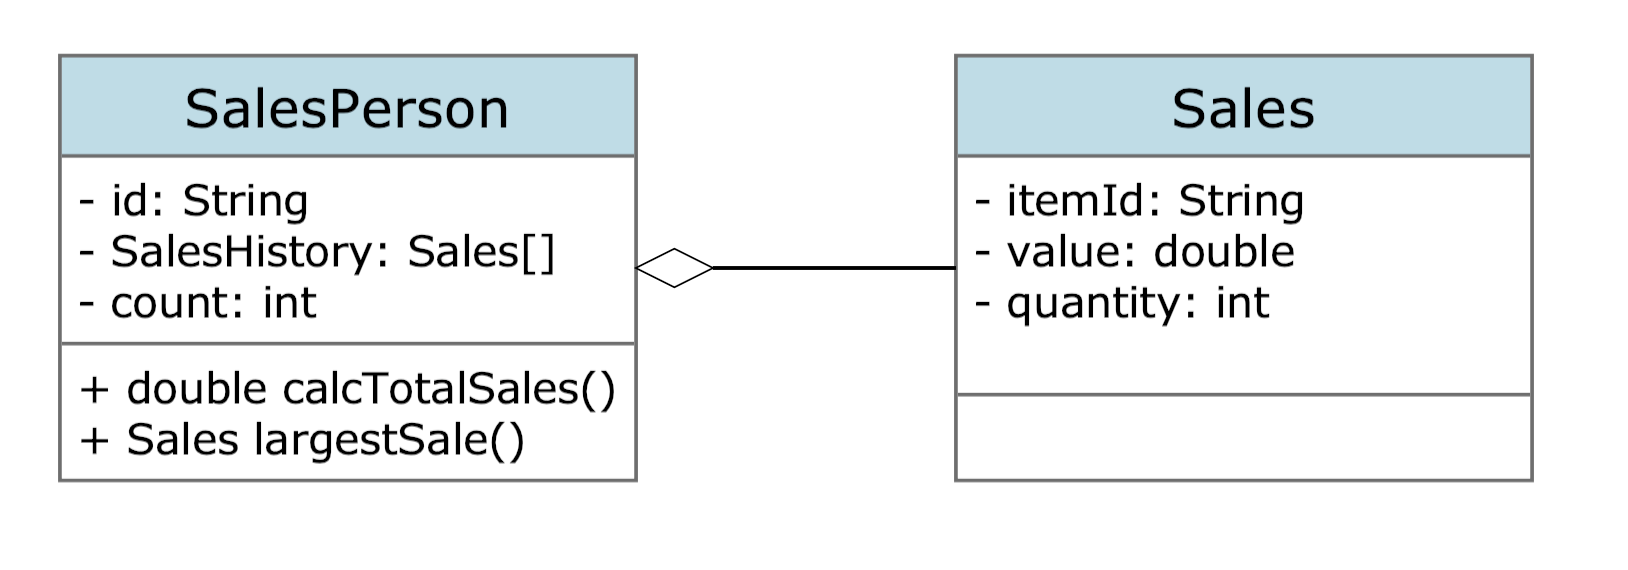 SalesPerson
- id: String
- SalesHistory: Sales[]
- count: int
+ double calcTotalSales()
+ Sales largestSale()
Sales
- itemId: String
- value: double
- quantity: int